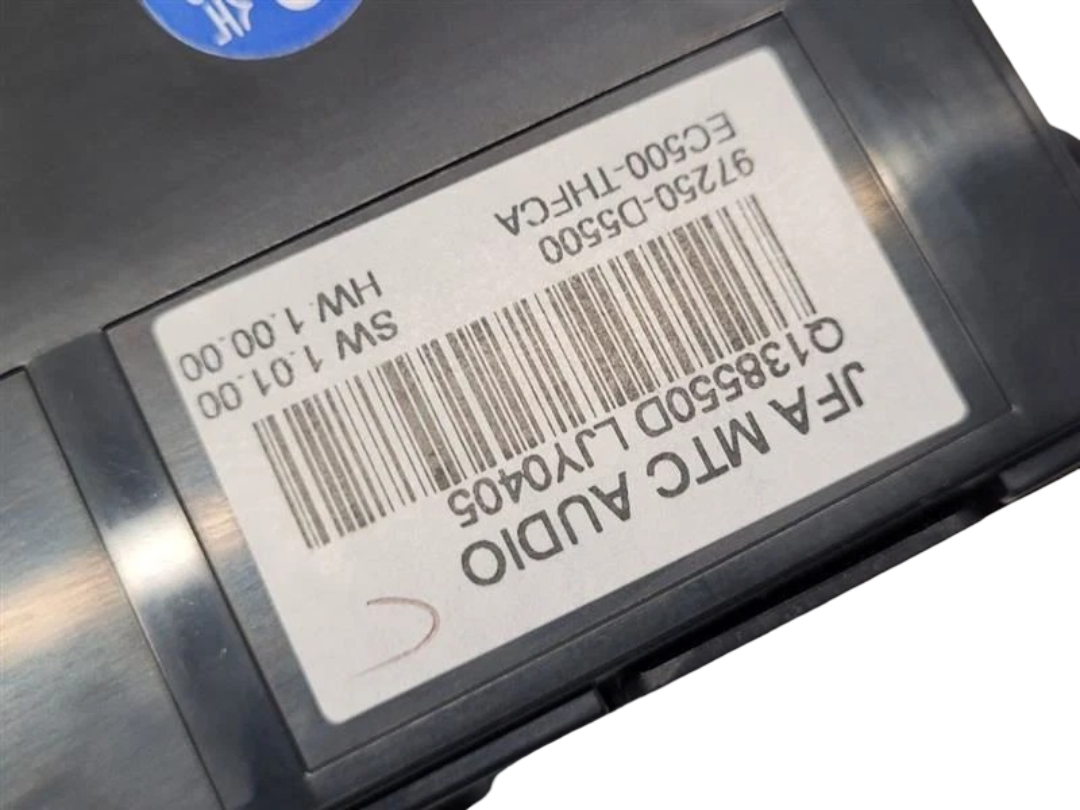 JFA MTC AUDIO
Q138550D LJY0405
97250-D5500
SW 1.01.00
EC500-THFCA
HW.1.00.00